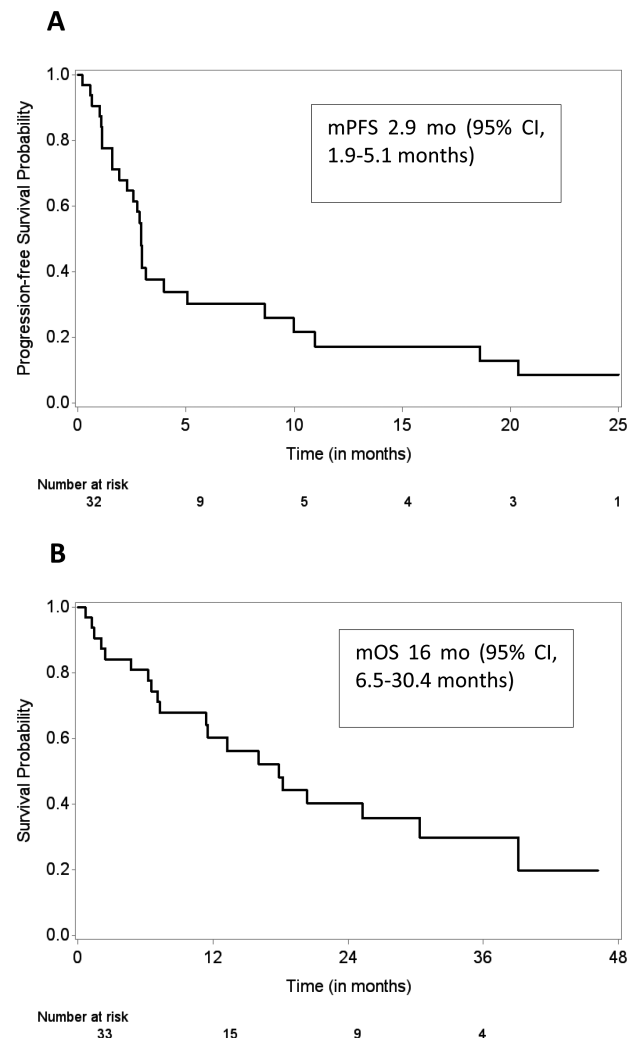 A
1.0
0.8
0.6
0.4
0.2
0.0
Progression-free Survival Probability
mPFS 2.9 mo (95% CI,
1.9-5.1 months)
0 5 10 15 20 25
Time (in months)
Number at risk
32 9 5 4 3 1
B
1.0
0.8
0.6
0.4
0.2
0.0
Survival Probability
mOS 16 mo (95% CI,
6.5-30.4 months)
0 12 24 36 48
Time (in months)
Number at risk
33 15 9 4